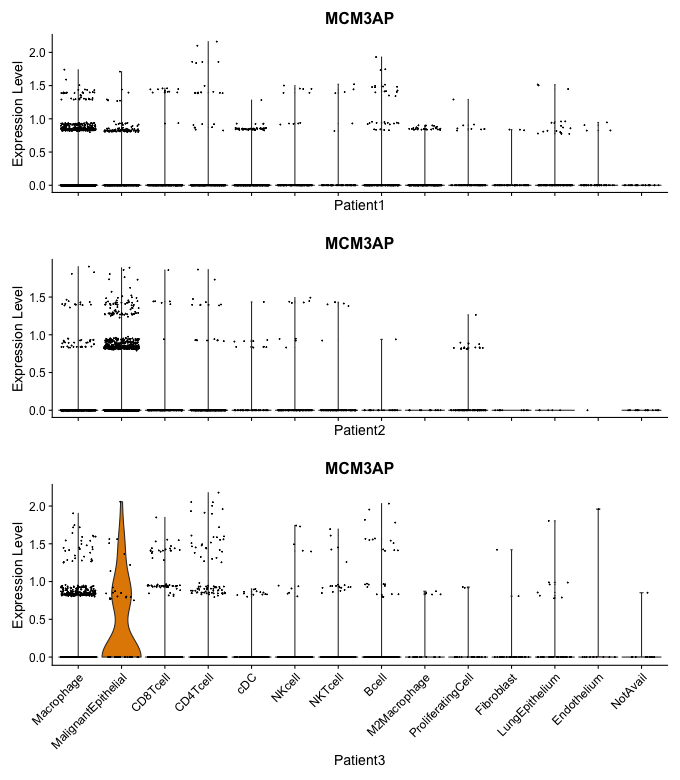 MCM3AP
Expression Level
2.0
1.5
1.0
0.5
0.0
Patient1
MCM3AP
Expression Level
1.5
1.0
0.5
0.0
Patient2
MCM3AP
Expression Level
2.0
1.5
1.0
0.5
0.0
Macrophage
MalignantEpithelial
CD8Tcell
CD4Tcell
cDC
NKcell
NKTcell
Bcell
M2Macrophage
ProliferatingCell
Fibroblast
LungEpithelium
Endothelium
NotAvail
Patient3